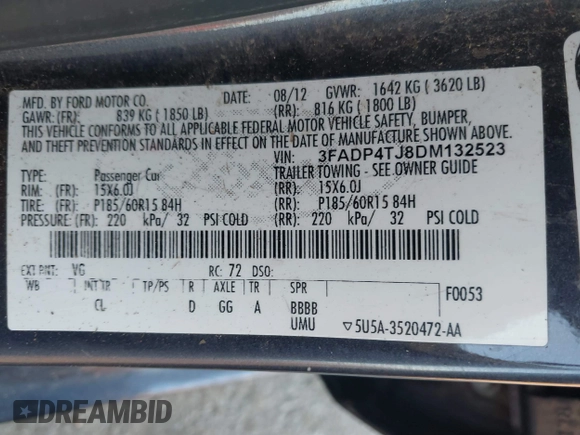 MFD. BY FORD MOTOR CO. DATE: 08/12 GVWR: 1642 KG ( 3620 LB)
GAWR: (FR): 839 KG ( 1850 LB) (RR): 816 KG ( 1800 LB)
THIS VEHICLE CONFORMS TO ALL APPLICABLE FEDERAL MOTOR VEHICLE SAFETY, BUMPER,
AND THEFT PREVENTION STANDARDS IN EFFECT ON THE DATE OF MANUFACTURE SHOWN ABOVE.
VIN: 3FADP4TJ8DM132523
TYPE: Passenger Car TRAILER TOWING - SEE OWNER GUIDE
RIM: (FR): 15X6.0J (RR): 15X6.0J
TIRE: (FR): P185/60R15 84H (RR): P185/60R15 84H
PRESSURE: (FR): 220 kPa/ 32 PSI COLD (RR): 220 kPa/ 32 PSI COLD
EXT PNT: VG RC: 72 DSO:
WB INT TR TP/PS R AXLE TR SPR F0053
CL D GG A BBBB
UMU ▽5U5A-3520472-AA
DREAMBID